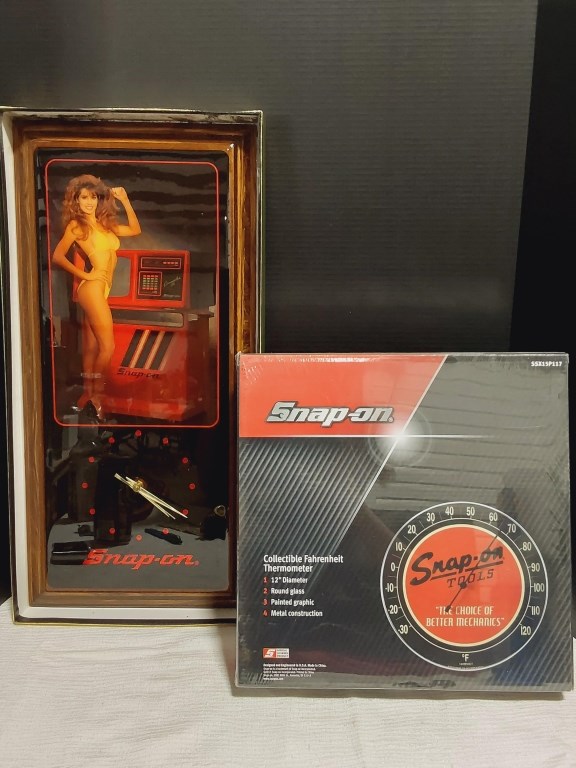 Snap-on
Snap-on®
SSX15P117
Snap-on®
Collectible Fahrenheit
Thermometer
1 12" Diameter
2 Round glass
3 Painted graphic
4 Metal construction
-30 -20 -10 0 10 20 30 40 50 60 70 80 90 100 110 120
Snap-on
TOOLS
"THE CHOICE OF
BETTER MECHANICS"
°F